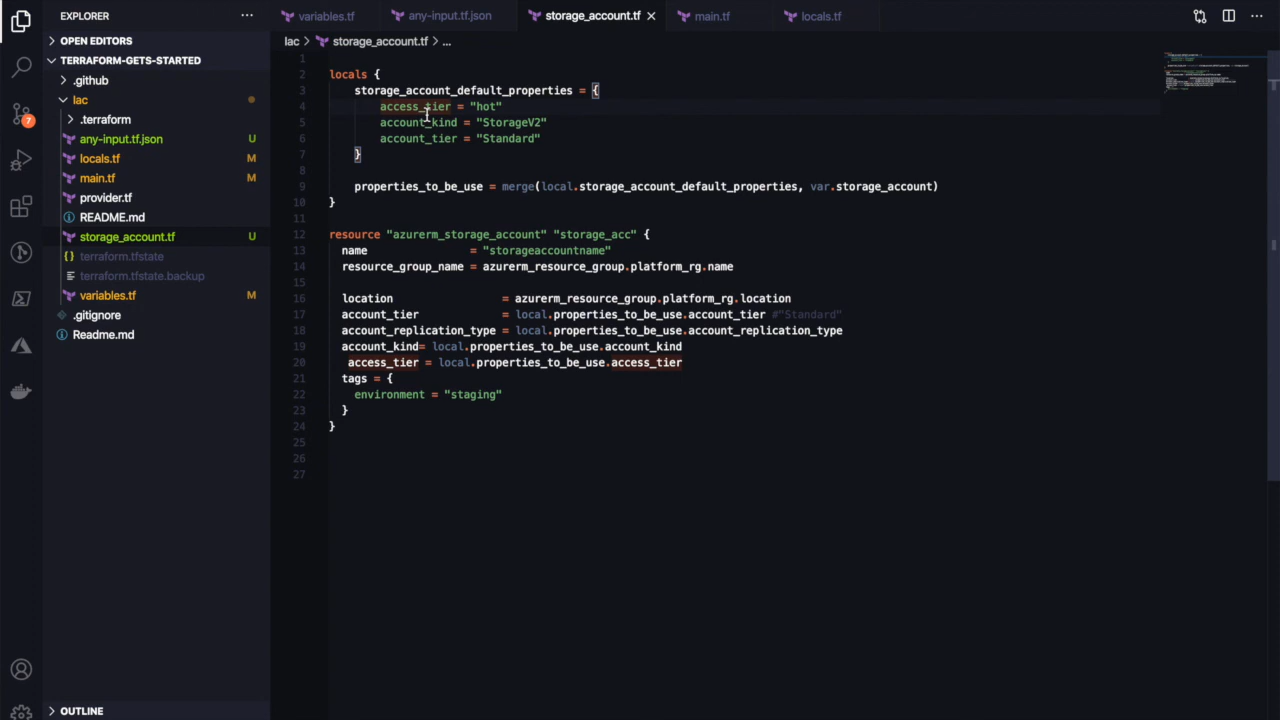 EXPLORER
...
variables.tf
any-input.tf.json
storage_account.tf
main.tf
locals.tf
...
OPEN EDITORS
TERRAFORM-GETS-STARTED
.github
Iac
.terraform
any-input.tf.json U
locals.tf M
main.tf M
provider.tf
README.md
storage_account.tf U
{} terraform.tfstate
terraform.tfstate.backup
variables.tf M
.gitignore
Readme.md
OUTLINE
7
Iac > storage_account.tf > ...
1
2 locals {
3 storage_account_default_properties = {
4 access_tier = "hot"
5 account_kind = "StorageV2"
6 account_tier = "Standard"
7 }
8
9 properties_to_be_use = merge(local.storage_account_default_properties, var.storage_account)
10 }
11
12 resource "azurerm_storage_account" "storage_acc" {
13 name = "storageaccountname"
14 resource_group_name = azurerm_resource_group.platform_rg.name
15
16 location = azurerm_resource_group.platform_rg.location
17 account_tier = local.properties_to_be_use.account_tier #"Standard"
18 account_replication_type = local.properties_to_be_use.account_replication_type
19 account_kind= local.properties_to_be_use.account_kind
20 access_tier = local.properties_to_be_use.access_tier
21 tags = {
22 environment = "staging"
23 }
24 }
25
26
27